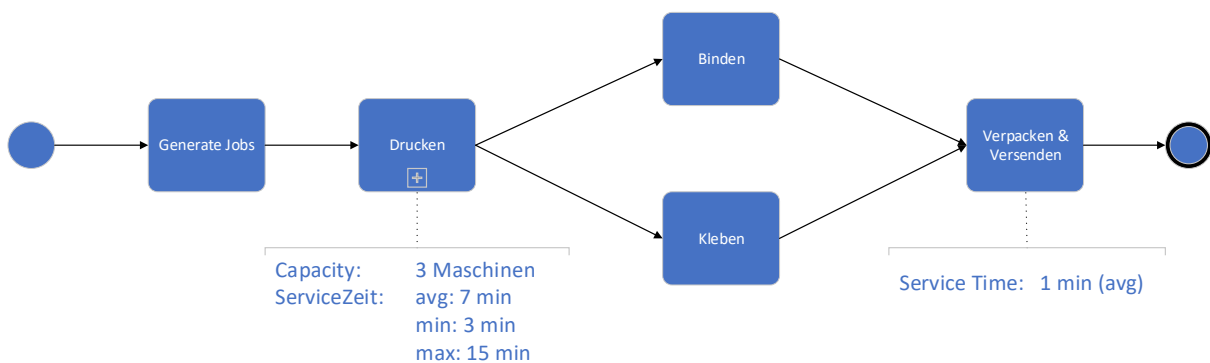 Generate Jobs
Drucken
Binden
Kleben
Verpacken &
Versenden
Capacity: 3 Maschinen
ServiceZeit: avg: 7 min
min: 3 min
max: 15 min
Service Time: 1 min (avg)